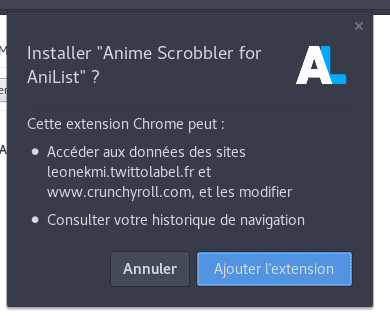 Installer "Anime Scrobbler for
AniList" ?
AL
Cette extension Chrome peut :
Accéder aux données des sites
leonekmi.twittolabel.fr et
www.crunchyroll.com, et les modifier
Consulter votre historique de navigation
Annuler
Ajouter l'extension